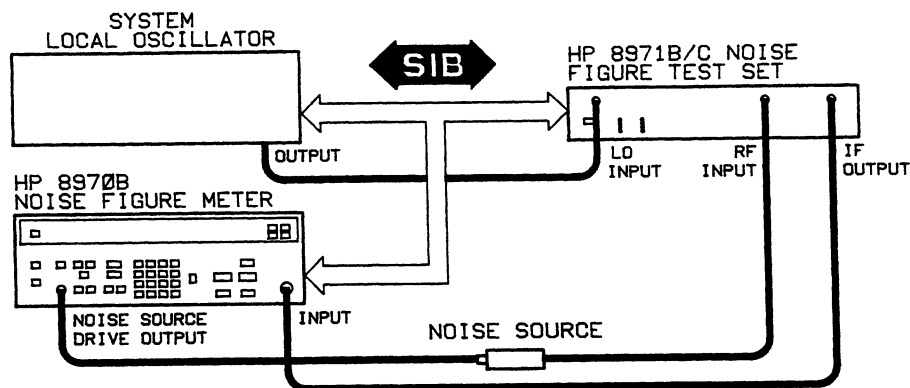 SYSTEM
LOCAL OSCILLATOR
SIB
HP 8971B/C NOISE
FIGURE TEST SET
OUTPUT
LO
INPUT
RF
INPUT
IF
OUTPUT
HP 8970B
NOISE FIGURE METER
NOISE SOURCE
DRIVE OUTPUT
INPUT
NOISE SOURCE